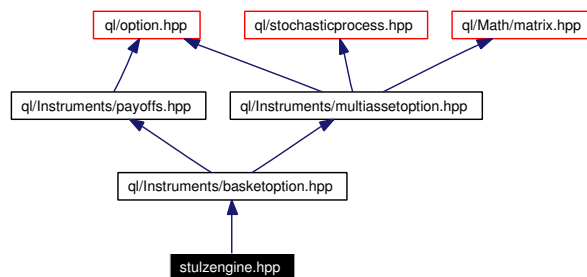 ql/option.hpp
ql/stochasticprocess.hpp
ql/Math/matrix.hpp
ql/Instruments/payoffs.hpp
ql/Instruments/multiassetoption.hpp
ql/Instruments/basketoption.hpp
stulzengine.hpp